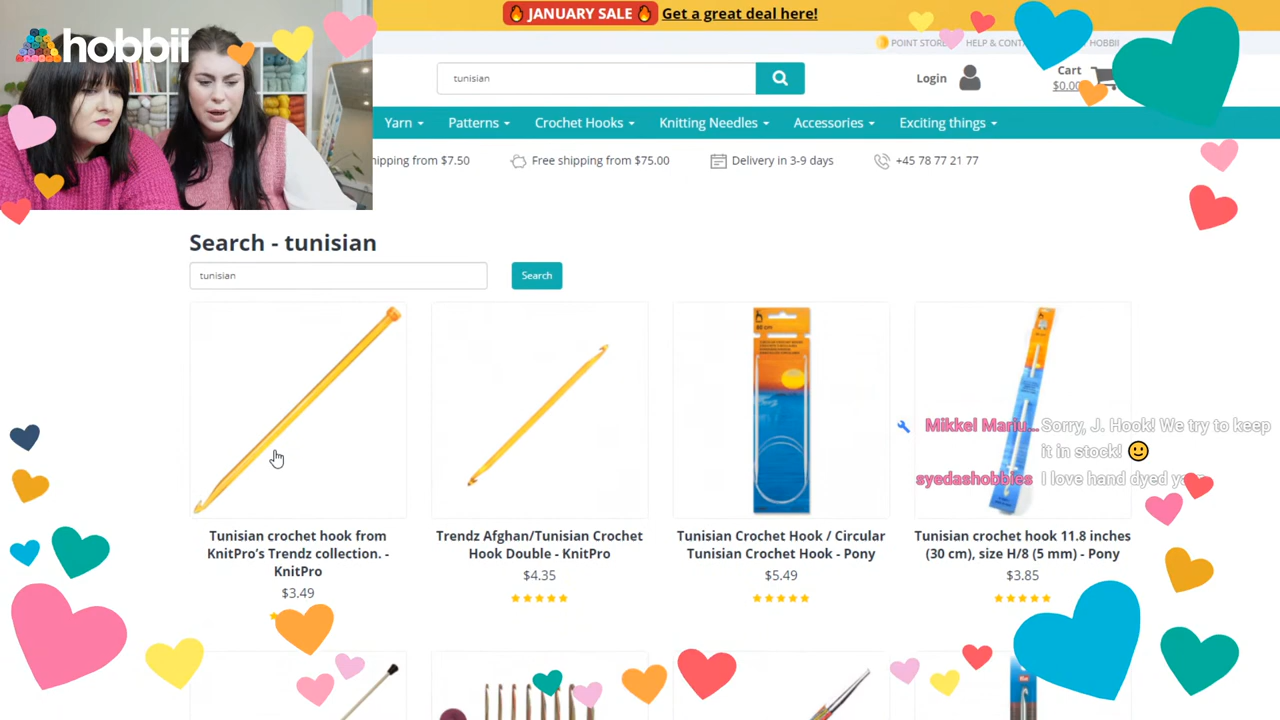 hobbii
JANUARY SALE
Get a great deal here!
POINT STORE
HELP &
HOBBII
tunisian
Login
Cart
$0.00
Yarn
Patterns
Crochet Hooks
Knitting Needles
Accessories
Exciting things
from $7.50
Free shipping from $75.00
Delivery in 3-9 days
+45 78 77 21 77
Search - tunisian
tunisian
Search
Tunisian crochet hook from
KnitPro's Trendz collection. -
KnitPro
$3.49
Trendz Afghan/Tunisian Crochet
Hook Double - KnitPro
$4.35
Tunisian Crochet Hook / Circular
Tunisian Crochet Hook - Pony
$5.49
Tunisian crochet hook 11.8 inches
(30 cm), size H/8 (5 mm) - Pony
$3.85
Mikkel Mariu... Sorry, J. Hook! We try to keep
it in stock!
syedashobbies I love hand dyed